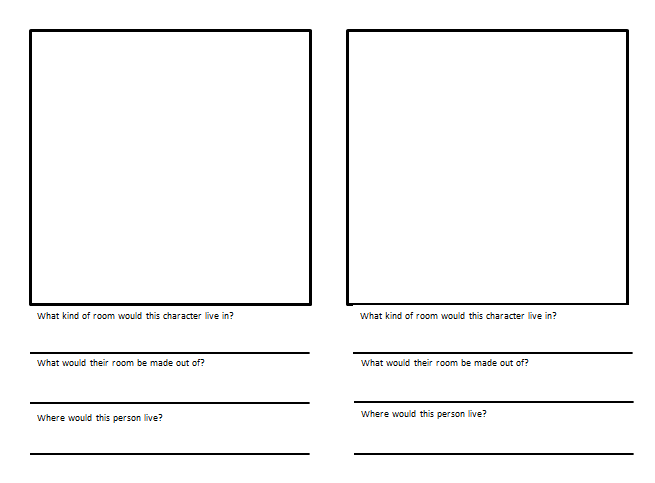 What kind of room would this character live in?
What would their room be made out of?
Where would this person live?
What kind of room would this character live in?
What would their room be made out of?
Where would this person live?